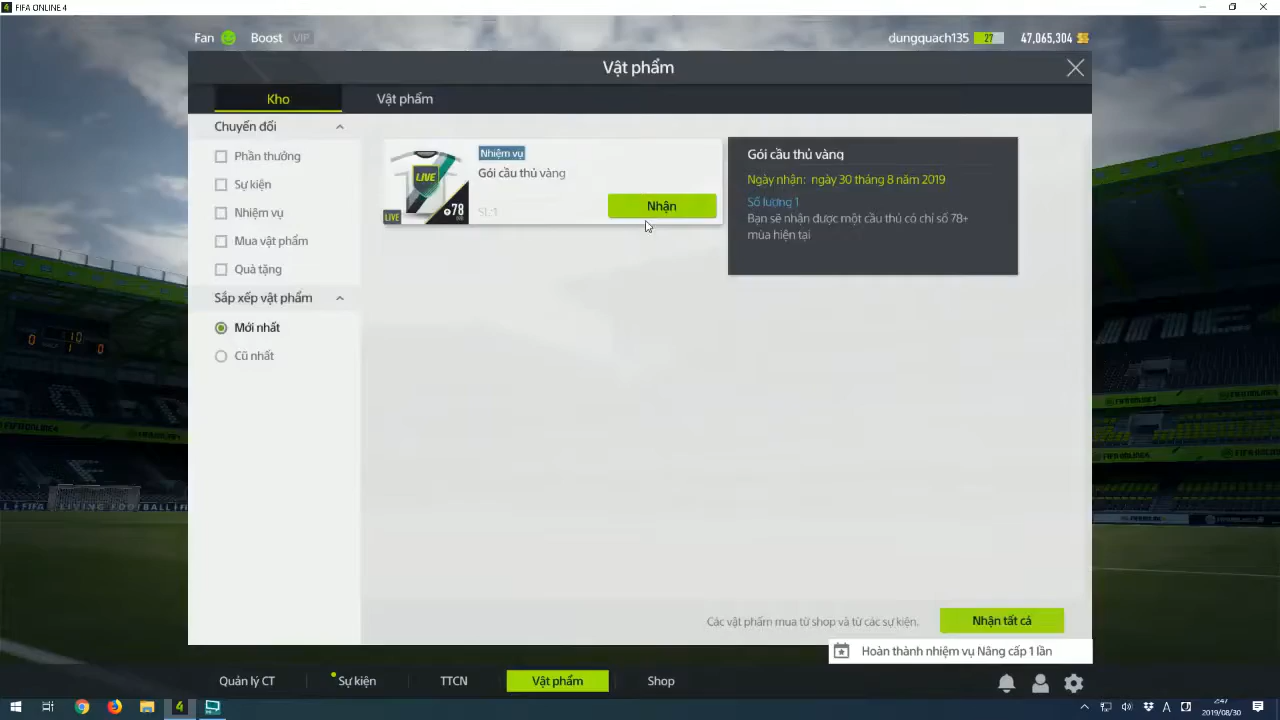 FIFA ONLINE 4
Fan Boost VIP
dungquach135 27 47,065,304
Vật phẩm
Kho Vật phẩm
Chuyển đổi
Phần thưởng
Sự kiện
Nhiệm vụ
Mua vật phẩm
Quà tặng
Sắp xếp vật phẩm
Mới nhất
Cũ nhất
LIVE
78
LIVE
Nhiệm vụ
Gói cầu thủ vàng
SL:1
Nhận
Gói cầu thủ vàng
Ngày nhận: ngày 30 tháng 8 năm 2019
Số lượng 1
Bạn sẽ nhận được một cầu thủ có chỉ số 78+
mùa hiện tại
Các vật phẩm mua từ shop và từ các sự kiện.
Nhận tất cả
Hoàn thành nhiệm vụ Nâng cấp 1 lần
Quản lý CT Sự kiện TTCN Vật phẩm Shop
2:47
2019/08/30